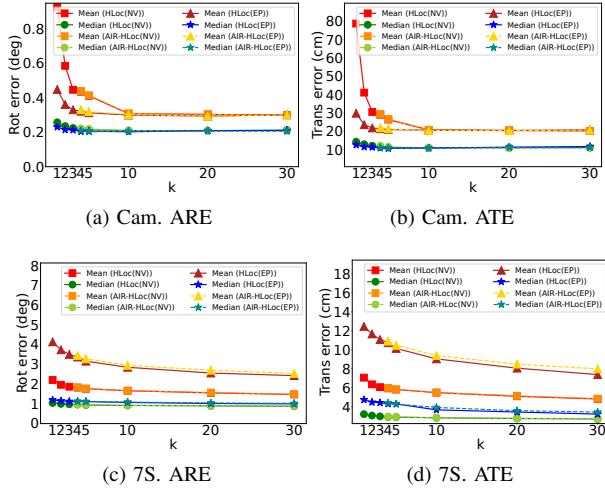 Mean (HLoc(NV))
Median (HLoc(NV))
Mean (AIR-HLoc(NV))
Median (AIR-HLoc(NV))
Mean (HLoc(EP))
Median (HLoc(EP))
Mean (AIR-HLoc(EP))
Median (AIR-HLoc(EP))
Rot error (deg)
0.8
0.6
0.4
0.2
0.0
12345 10 20 30
k
(a) Cam. ARE
Mean (HLoc(NV))
Median (HLoc(NV))
Mean (AIR-HLoc(NV))
Median (AIR-HLoc(NV))
Mean (HLoc(EP))
Median (HLoc(EP))
Mean (AIR-HLoc(EP))
Median (AIR-HLoc(EP))
Trans error (cm)
80
70
60
50
40
30
20
10
12345 10 20 30
k
(b) Cam. ATE
Mean (HLoc(NV))
Median (HLoc(NV))
Mean (AIR-HLoc(NV))
Median (AIR-HLoc(NV))
Mean (HLoc(EP))
Median (HLoc(EP))
Mean (AIR-HLoc(EP))
Median (AIR-HLoc(EP))
Rot error (deg)
8
7
6
5
4
3
2
1
0
12345 10 20 30
k
(c) 7S. ARE
Mean (HLoc(NV))
Median (HLoc(NV))
Mean (AIR-HLoc(NV))
Median (AIR-HLoc(NV))
Mean (HLoc(EP))
Median (HLoc(EP))
Mean (AIR-HLoc(EP))
Median (AIR-HLoc(EP))
Trans error (cm)
18
16
14
12
10
8
6
4
2
12345 10 20 30
k
(d) 7S. ATE